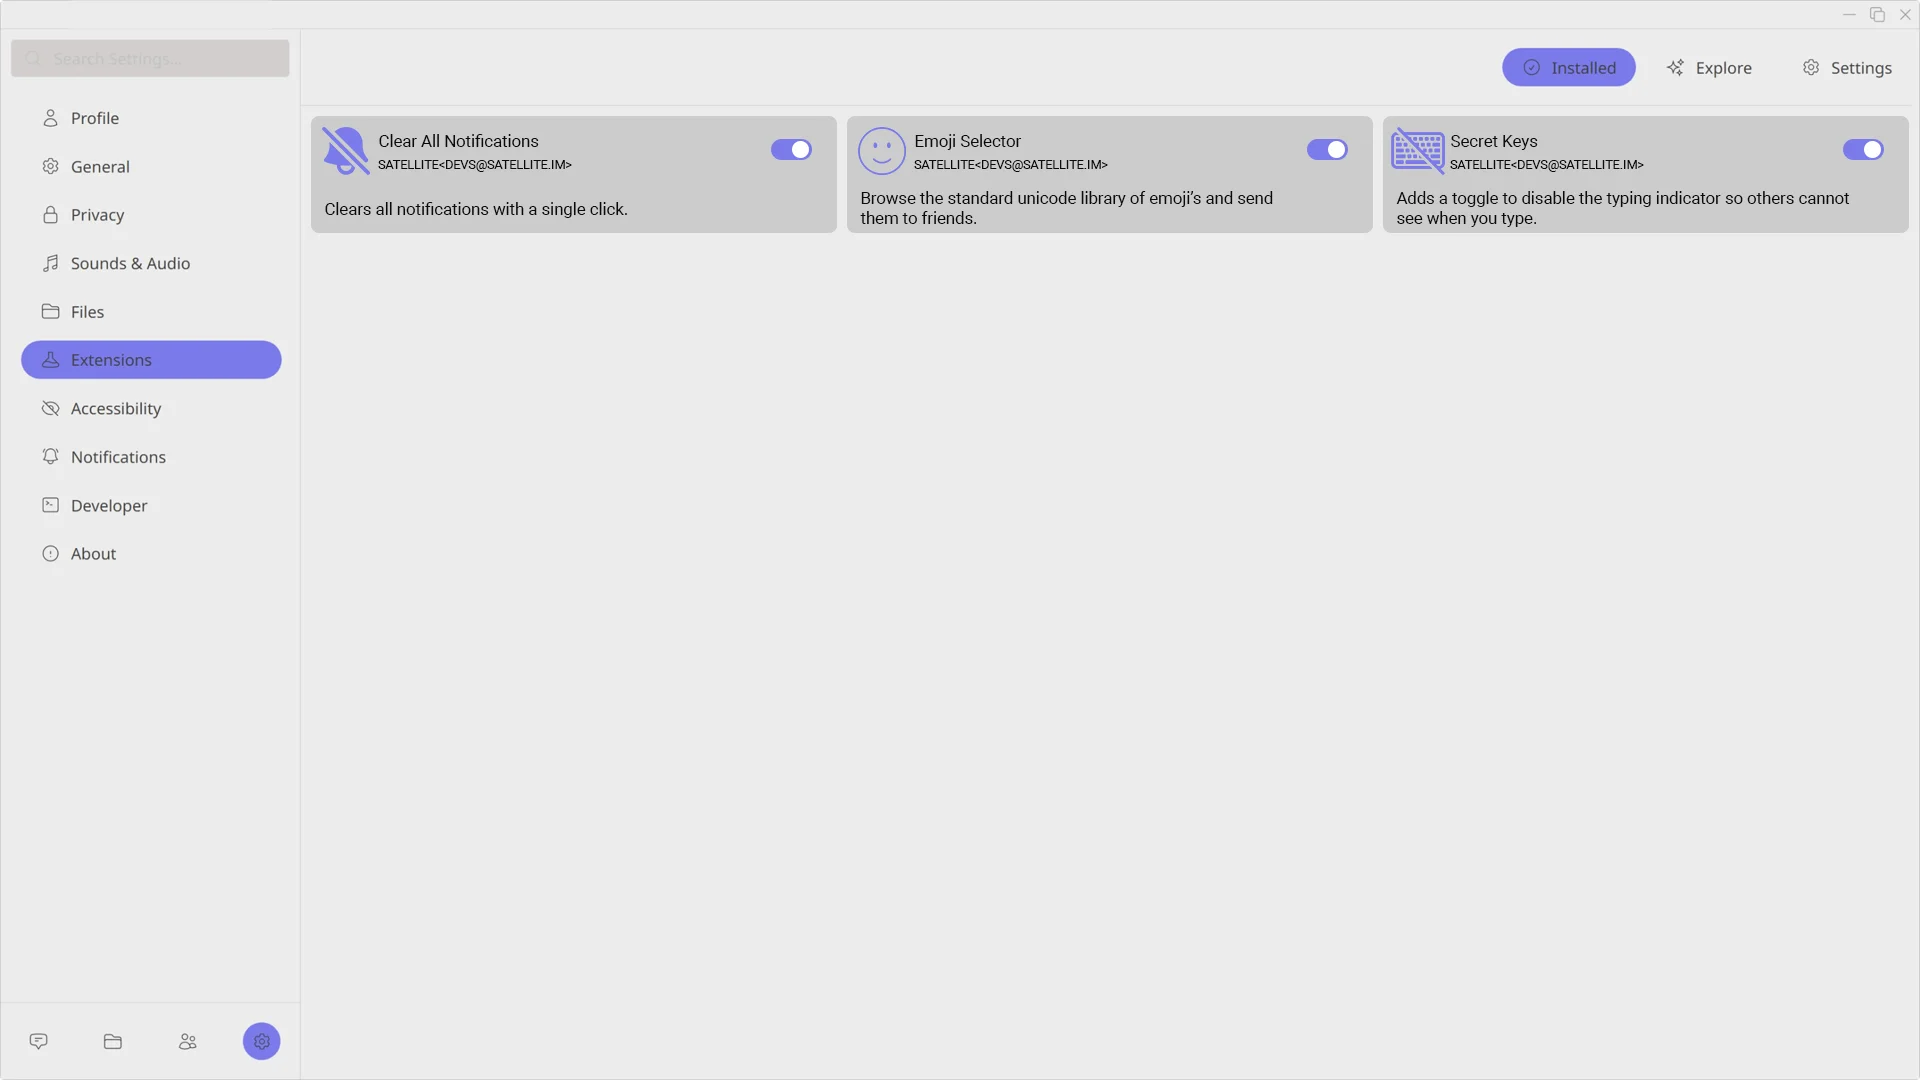 Search Setrings...
Profile
General
Privacy
Sounds & Audio
Files
Extensions
Accessibility
Notifications
Developer
About
Installed
Explore
Settings
Clear All Notifications
SATELLITE<DEVS@SATELLITE.IM>
Clears all notifications with a single click.
Emoji Selector
SATELLITE<DEVS@SATELLITE.IM>
Browse the standard unicode library of emoji’s and send
them to friends.
Secret Keys
SATELLITE<DEVS@SATELLITE.IM>
Adds a toggle to disable the typing indicator so others cannot
see when you type.